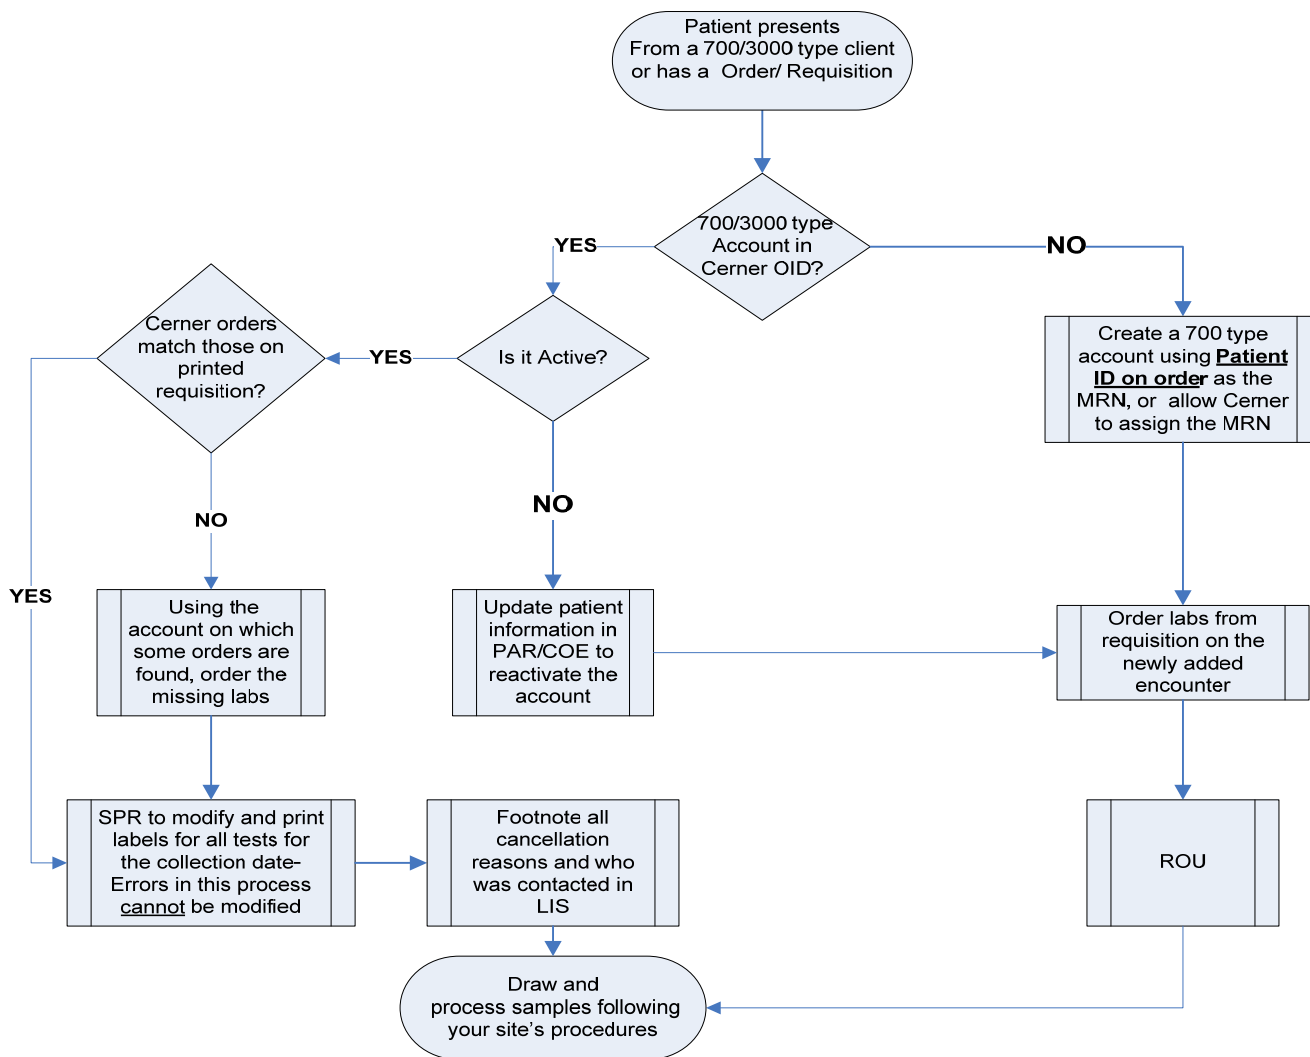 Patient presents
From a 700/3000 type client
or has a Order/ Requisition
700/3000 type
Account in
Cerner OID?
YES
NO
Cerner orders
match those on
printed
requisition?
YES
Is it Active?
Create a 700 type
account using Patient
ID on order as the
MRN, or allow Cerner
to assign the MRN
NO
NO
YES
Using the
account on which
some orders are
found, order the
missing labs
Update patient
information in
PAR/COE to
reactivate the
account
Order labs from
requisition on the
newly added
encounter
SPR to modify and print
labels for all tests for
the collection date-
Errors in this process
cannot be modified
Footnote all
cancellation
reasons and who
was contacted in
LIS
ROU
Draw and
process samples following
your site's procedures